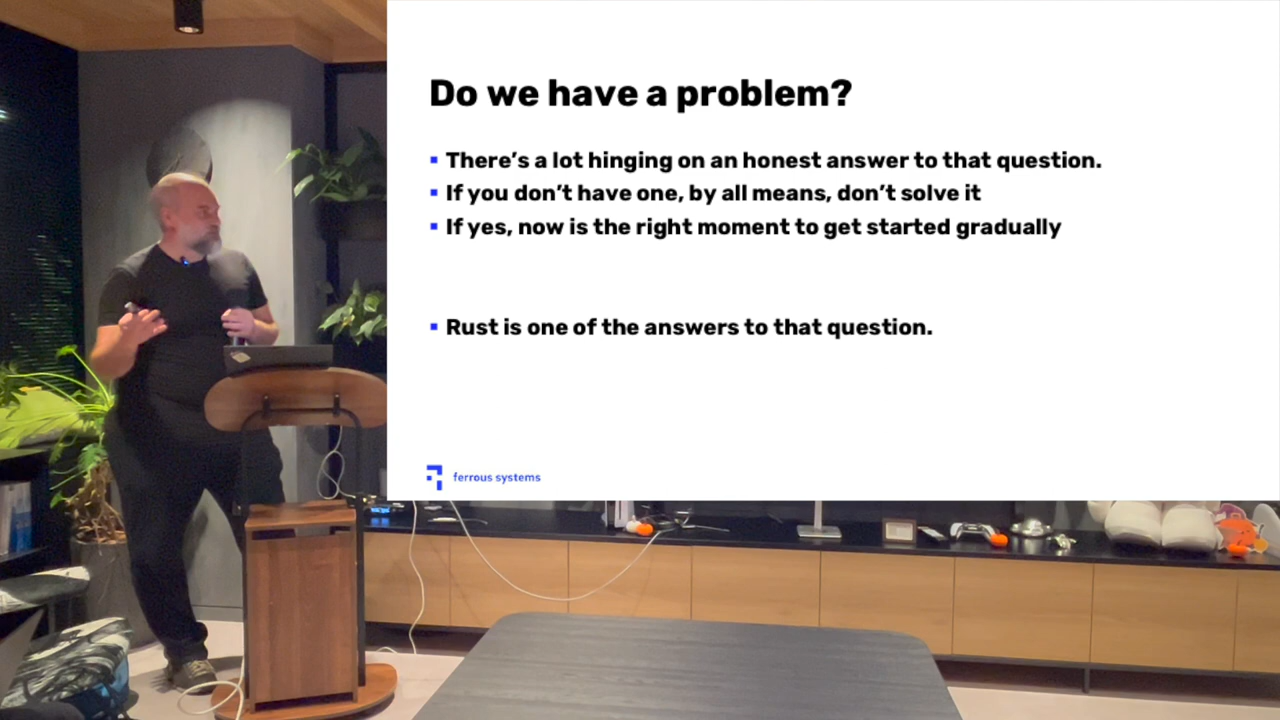 Do we have a problem?
There’s a lot hinging on an honest answer to that question.
If you don’t have one, by all means, don’t solve it
If yes, now is the right moment to get started gradually
Rust is one of the answers to that question.
ferrous systems